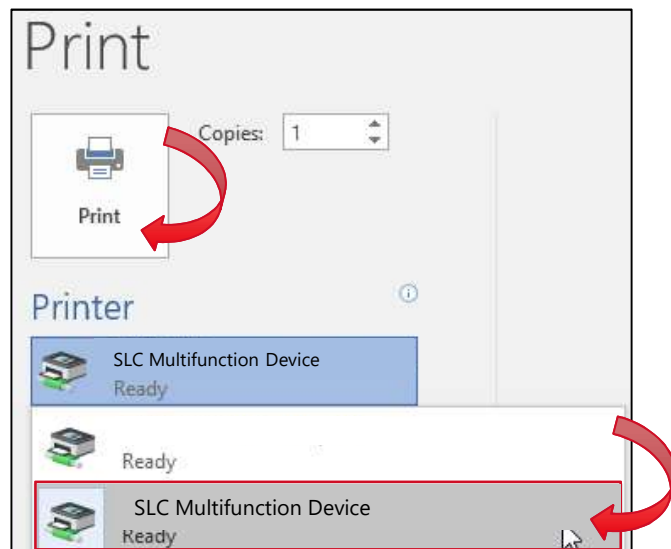 Print
Copies: 1
Print
Printer
SLC Multifunction Device
Ready
Ready
SLC Multifunction Device
Ready